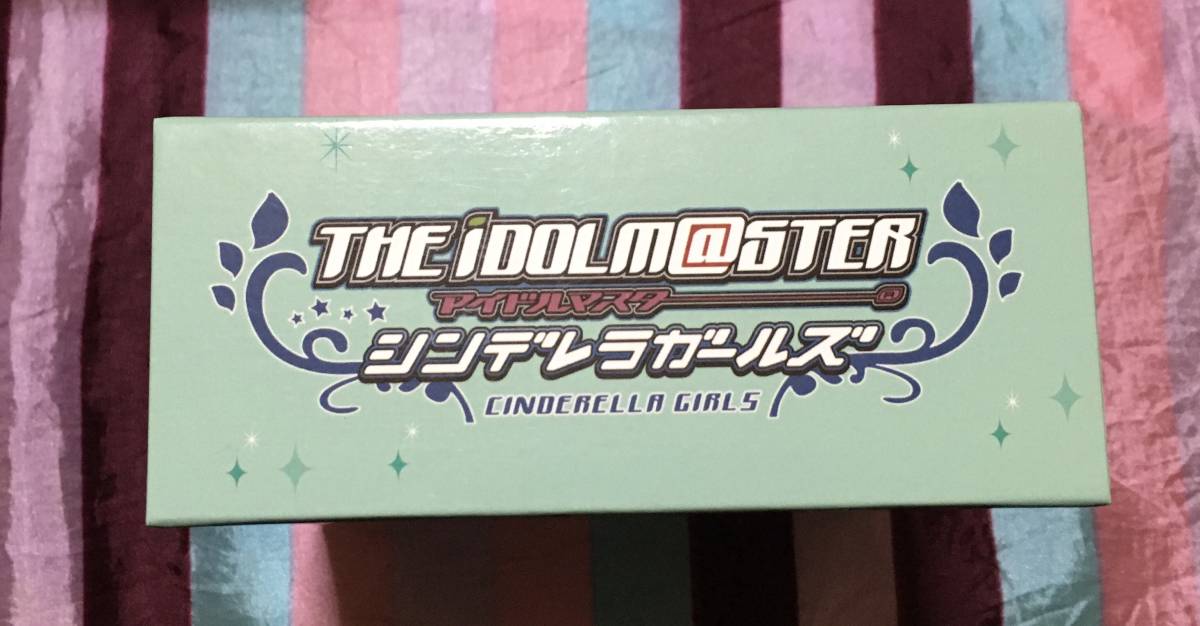 THE iDOLM@STER
アイドルマスター@
シンデレラガールズ
CINDERELLA GIRLS